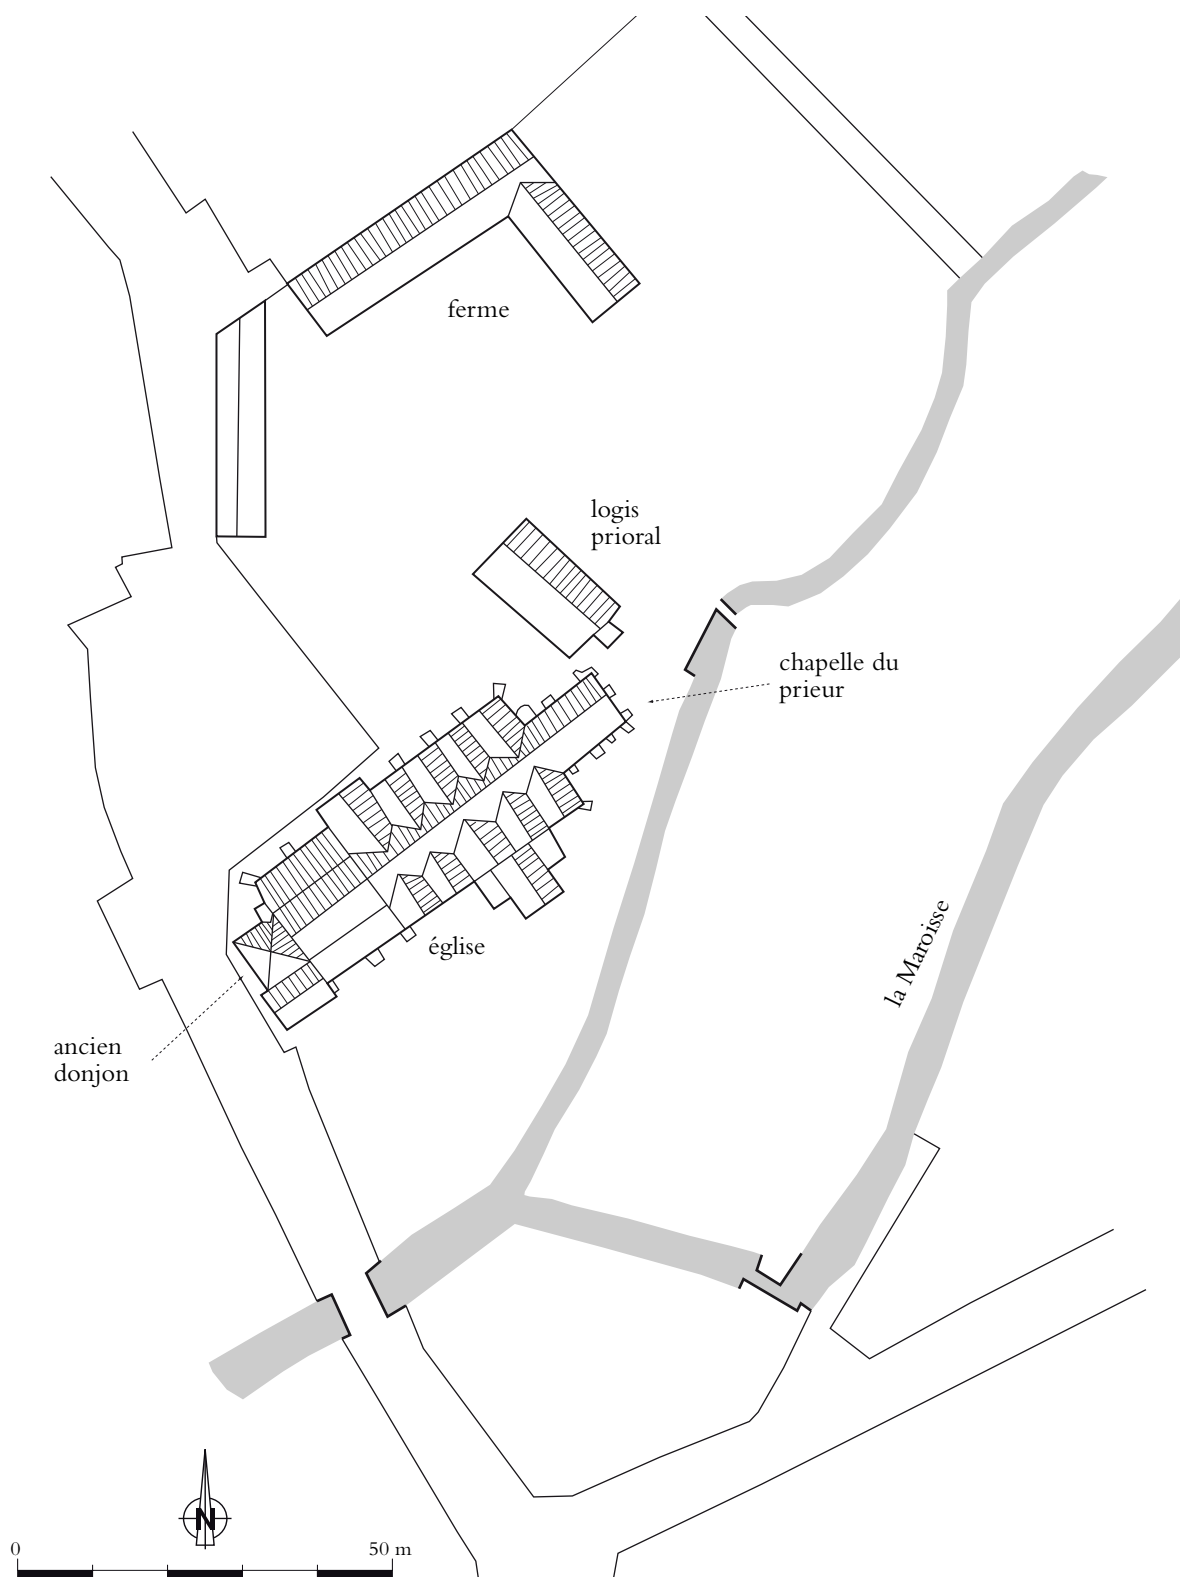 ferme
logis
prioral
chapelle du
prieur
église
la Maroisse
ancien
donjon
N
0
50 m